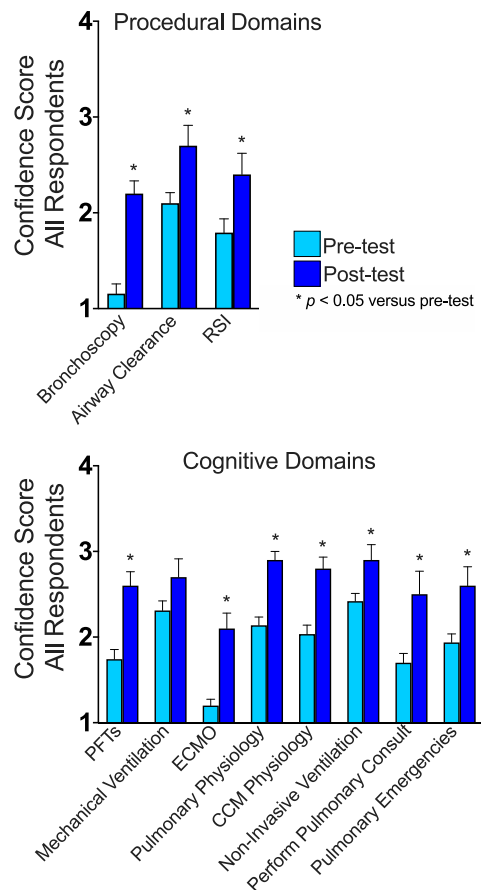 Procedural Domains
Confidence Score
All Respondents
4
3
2
1
*
*
*
Bronchoscopy
Airway Clearance
RSI
Pre-test
Post-test
* p < 0.05 versus pre-test
Cognitive Domains
Confidence Score
All Respondents
4
3
2
1
*
*
*
*
*
*
*
PFTs
Mechanical Ventilation
ECMO
Pulmonary Physiology
CCM Physiology
Non-Invasive Ventilation
Perform Pulmonary Consult
Pulmonary Emergencies